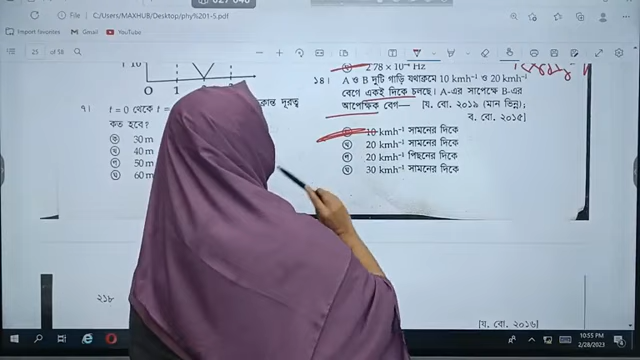 File
C:/Users/MAXHUB/Desktop/phy%201-5.pdf
Import favorites
Gmail
YouTube
25
of 58
2.78 × 10⁻⁴ Hz
১৪। A ও B দুটি গাড়ি যথাক্রমে 10 kmh⁻¹ ও 20 kmh⁻¹
বেগে একই দিকে চলছে। A-এর সাপেক্ষে B-এর
আপেক্ষিক বেগ— [য. বো. ২০১৯ (মান ভিন্ন);
ব. বো. ২০১৫]
10 kmh⁻¹ সামনের দিকে
খ 20 kmh⁻¹ সামনের দিকে
গ 20 kmh⁻¹ পিছনের দিকে
ঘ 30 kmh⁻¹ সামনের দিকে
O 1
৭। t = 0 থেকে t =
দূরত্ব
কত হবে?
ক 30 m
খ 40 m
গ 50 m
ঘ 60 m
২১৮
[য. বো. ২০১৬]
10:55 PM
2/28/2023